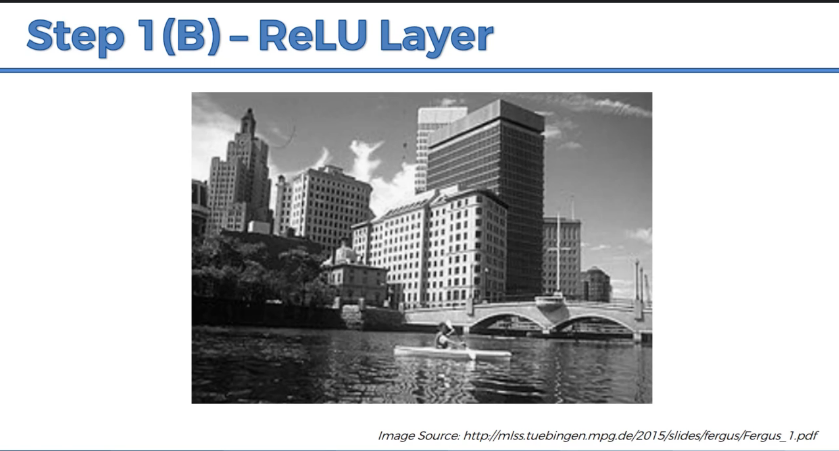 Step 1(B) – ReLU Layer
Image Source: http://mlss.tuebingen.mpg.de/2015/slides/fergus/Fergus_1.pdf